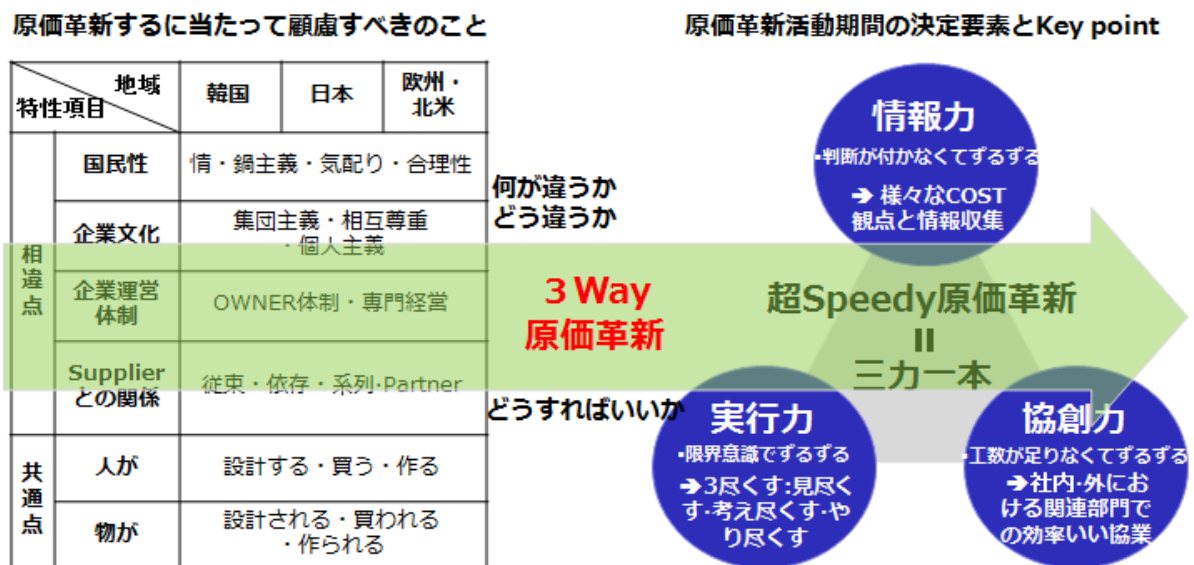 原価革新するに当たって顧慮すべきのこと
地域
特性項目
韓国
日本
欧州・
北米
相違点
国民性
情・鍋主義・気配り・合理性
企業文化
集団主義・相互尊重
・個人主義
企業運営
体制
OWNER体制・専門経営
Supplier
との関係
従束・依存・系列・Partner
共通点
人が
設計する・買う・作る
物が
設計される・買われる
・作られる
何が違うか
どう違うか
3 Way
原価革新
どうすればいいか
原価革新活動期間の決定要素とKey point
情報力
・判断が付かなくてずるずる
➔ 様々なCOST
観点と情報収集
超Speedy原価革新
=
三力一本
実行力
・限界意識でずるずる
➔3尽くす:見尽く
す・考え尽くす・や
り尽くす
協創力
・工数が足りなくてずるずる
➔社内・外にお
ける関連部門で
の効率いい協業